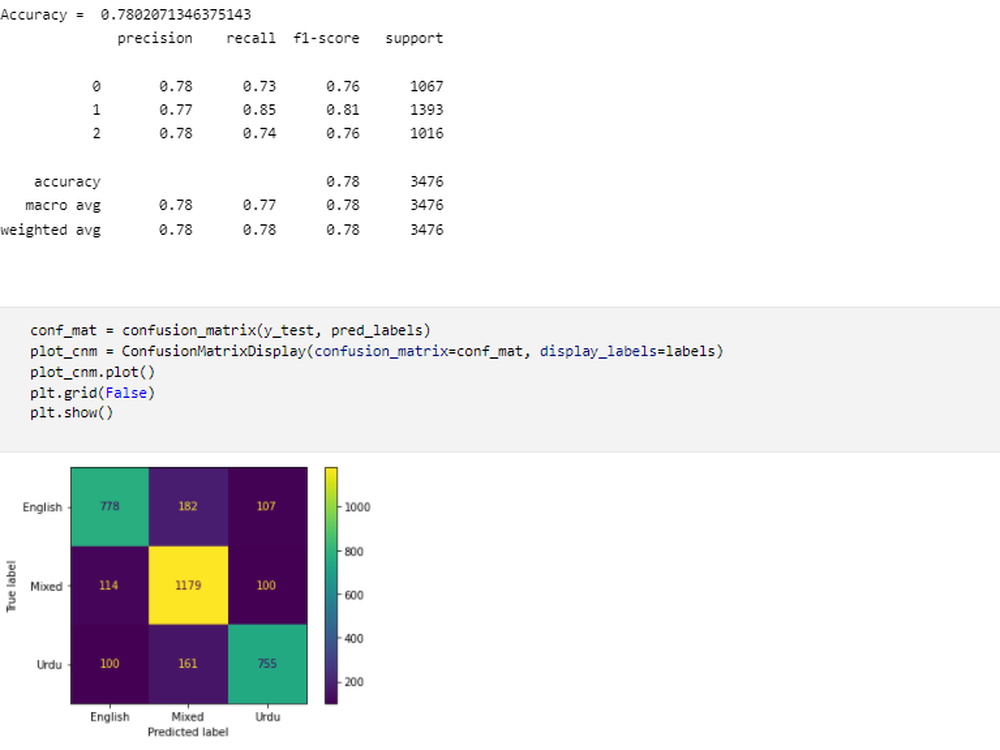 Accuracy =  0.7802071346375143
precision recall f1-score support
0 0.78 0.73 0.76 1067
1 0.77 0.85 0.81 1393
2 0.78 0.74 0.76 1016
accuracy 0.78 3476
macro avg 0.78 0.77 0.78 3476
weighted avg 0.78 0.78 0.78 3476
conf_mat = confusion_matrix(y_test, pred_labels)
plot_cnm = ConfusionMatrixDisplay(confusion_matrix=conf_mat, display_labels=labels)
plot_cnm.plot()
plt.grid(False)
plt.show()
True label
English 778 182 107
Mixed 114 1179 100
Urdu 100 161 755
English Mixed Urdu
Predicted label
1000
800
600
400
200